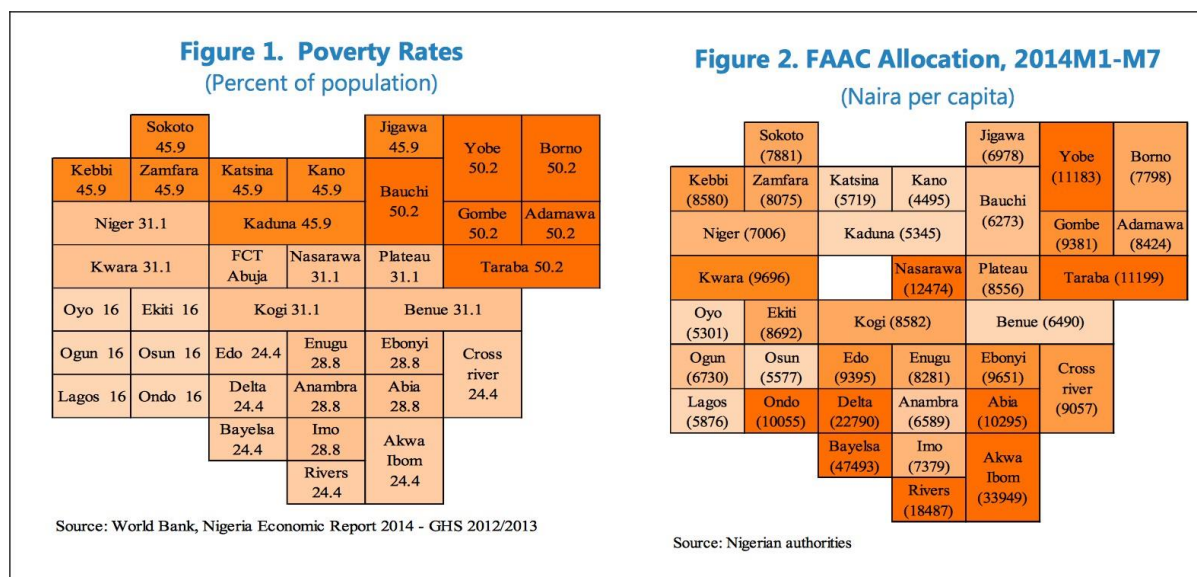 Figure 1.  Poverty Rates
(Percent of population)
Sokoto
45.9
Jigawa
45.9
Yobe
50.2
Borno
50.2
Kebbi
45.9
Zamfara
45.9
Katsina
45.9
Kano
45.9
Bauchi
50.2
Niger 31.1
Kaduna 45.9
Gombe
50.2
Adamawa
50.2
Kwara 31.1
FCT
Abuja
Nasarawa
31.1
Plateau
31.1
Taraba 50.2
Oyo 16
Ekiti 16
Kogi 31.1
Benue 31.1
Ogun 16
Osun 16
Edo 24.4
Enugu
28.8
Ebonyi
28.8
Cross
river
24.4
Lagos 16
Ondo 16
Delta
24.4
Anambra
28.8
Abia
28.8
Bayelsa
24.4
Imo
28.8
Akwa
Ibom
24.4
Rivers
24.4
Source: World Bank, Nigeria Economic Report 2014 - GHS 2012/2013
Figure 2. FAAC Allocation, 2014M1-M7
(Naira per capita)
Sokoto
(7881)
Jigawa
(6978)
Yobe
(11183)
Borno
(7798)
Kebbi
(8580)
Zamfara
(8075)
Katsina
(5719)
Kano
(4495)
Bauchi
(6273)
Niger (7006)
Kaduna (5345)
Gombe
(9381)
Adamawa
(8424)
Kwara (9696)
Nasarawa
(12474)
Plateau
(8556)
Taraba (11199)
Oyo
(5301)
Ekiti
(8692)
Kogi (8582)
Benue (6490)
Ogun
(6730)
Osun
(5577)
Edo
(9395)
Enugu
(8281)
Ebonyi
(9651)
Cross
river
(9057)
Lagos
(5876)
Ondo
(10055)
Delta
(22790)
Anambra
(6589)
Abia
(10295)
Bayelsa
(47493)
Imo
(7379)
Akwa
Ibom
(33949)
Rivers
(18487)
Source: Nigerian authorities